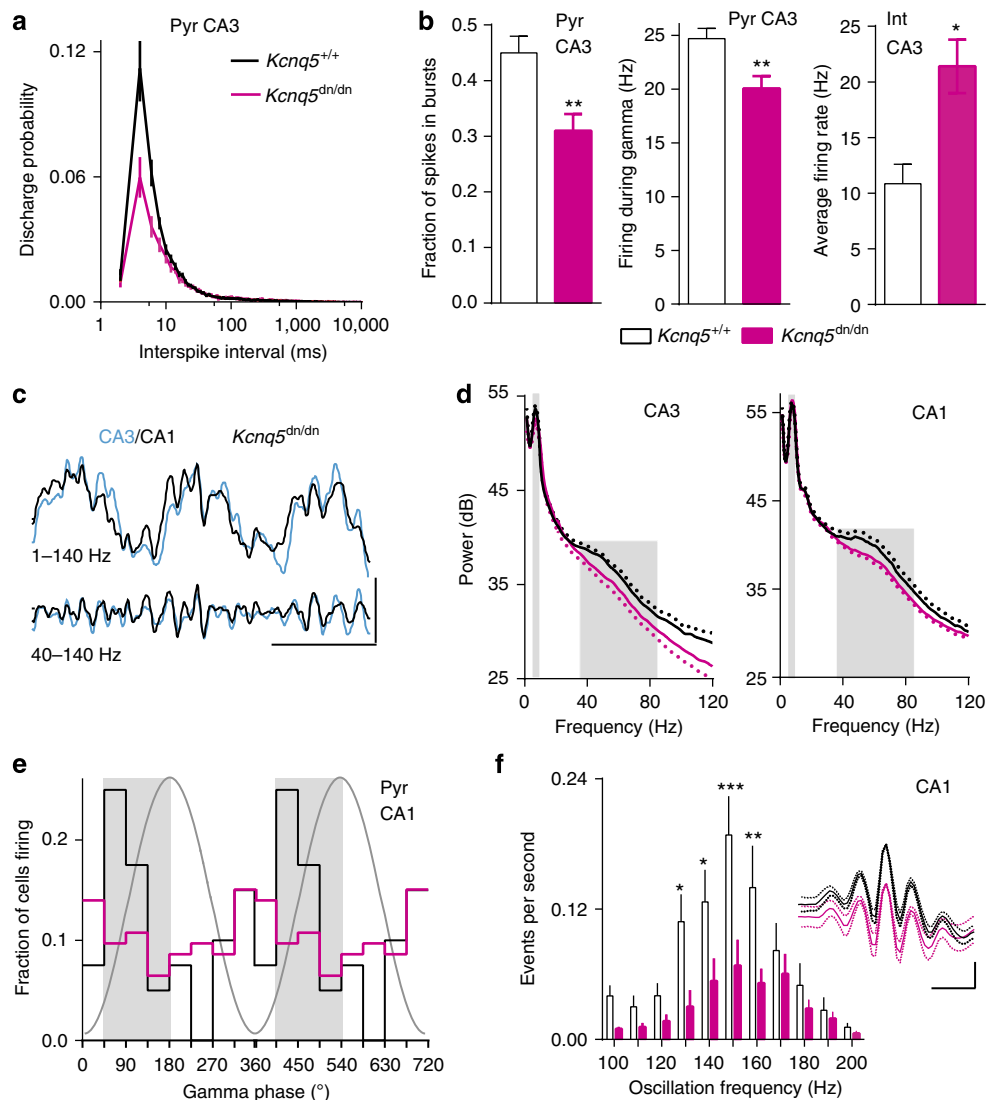 a
Pyr CA3
0.12
0.06
0.00
Discharge probability
Kcnq5+/+
Kcnq5dn/dn
1 10 100 1,000 10,000
Interspike interval (ms)
b
Pyr
CA3
0.5
0.4
0.3
0.2
0.1
0.0
Fraction of spikes in bursts
**
Pyr CA3
25
20
15
10
5
0
Firing during gamma
(Hz)
**
Int
CA3
25
20
15
10
5
0
Average firing rate
(Hz)
*
Kcnq5+/+ Kcnq5dn/dn
c
CA3/CA1 Kcnq5dn/dn
1–140 Hz
40–140 Hz
d
CA3
55
45
35
25
Power (dB)
0 40 80 120
Frequency (Hz)
CA1
55
45
35
25
0 40 80 120
Frequency (Hz)
e
Pyr
CA1
0.2
0.1
0.0
Fraction of cells firing
0 90 180 270 360 450 540 630 720
Gamma phase (°)
f
CA1
0.24
0.12
0.00
Events per second
*
*
***
**
100 120 140 160 180 200
Oscillation frequency (Hz)